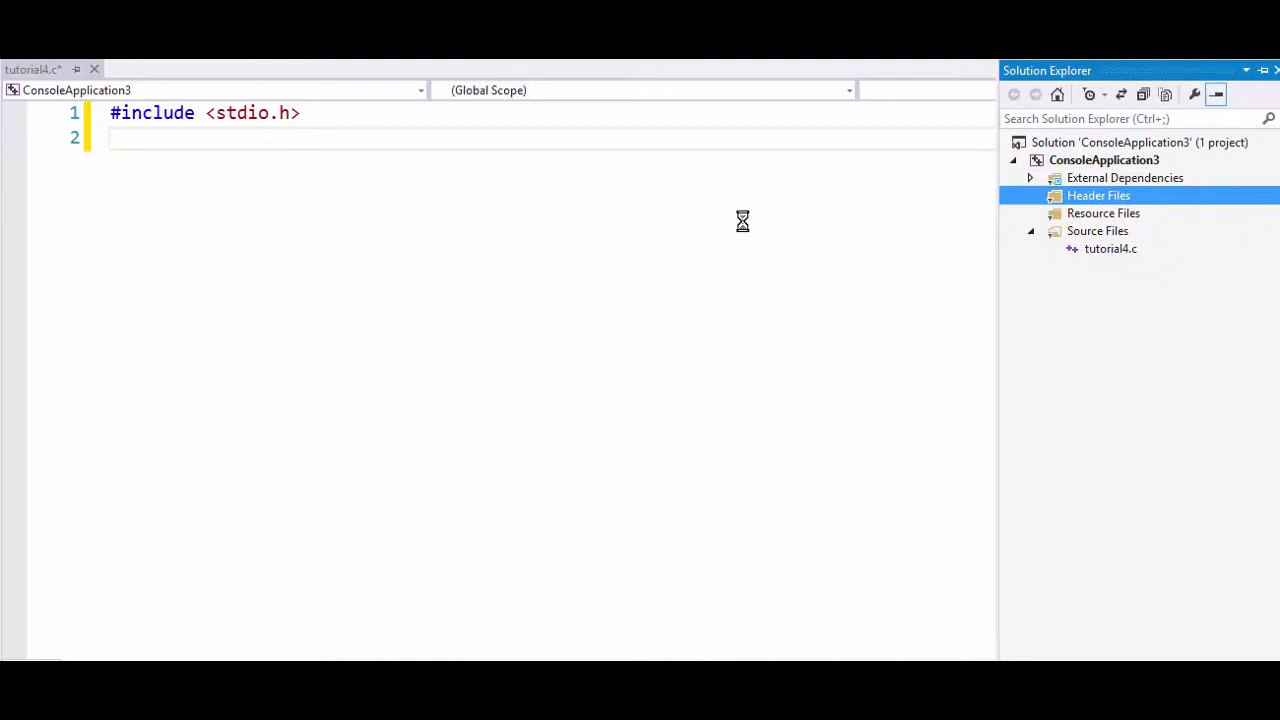 tutorial4.c*
ConsoleApplication3
(Global Scope)
1 #include <stdio.h>
2
Solution Explorer
Search Solution Explorer (Ctrl+;)
Solution 'ConsoleApplication3' (1 project)
ConsoleApplication3
External Dependencies
Header Files
Resource Files
Source Files
tutorial4.c